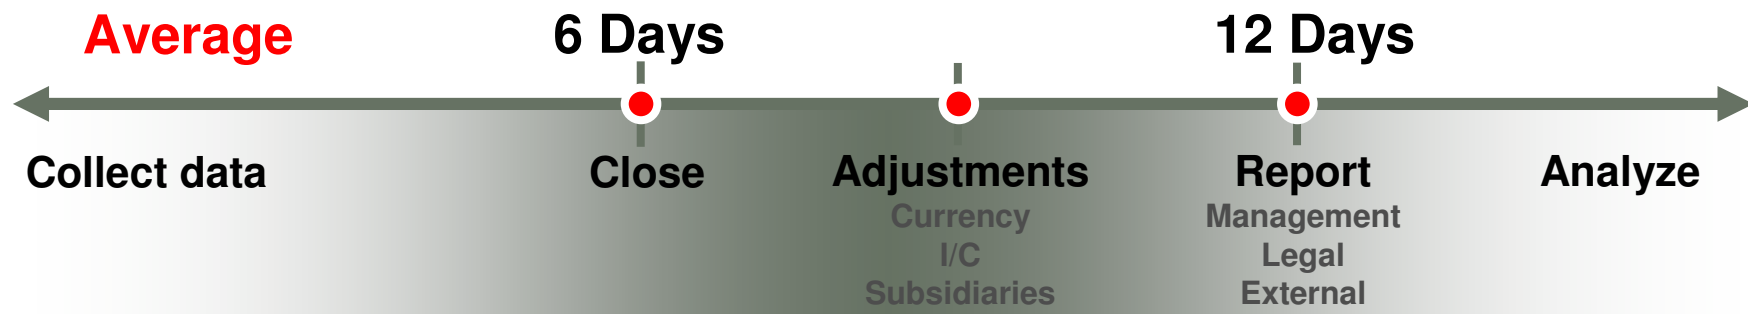 Average 6 Days 12 Days
Collect data Close Adjustments Report Analyze
Currency Management
I/C Legal
Subsidiaries External